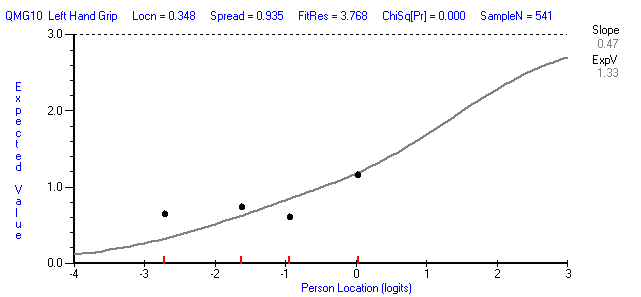 QMG10 Left Hand Grip Locn = 0.348 Spread = 0.935 FitRes = 3.768 ChiSq[Pr] = 0.000 SampleN = 541
3.0
Slope
0.47
ExpV
1.33
2.0
Expected Value
1.0
0.0
-4 -3 -2 -1 0 1 2 3
Person Location (logits)